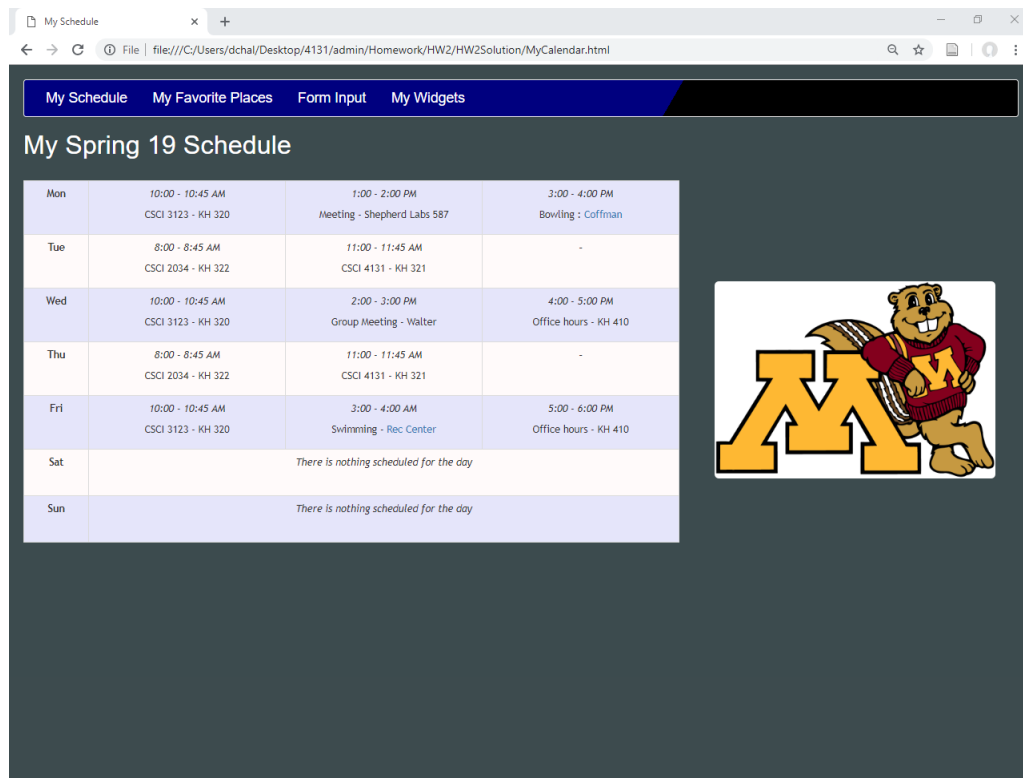 My Schedule
File | file:///C:/Users/dchal/Desktop/4131/admin/Homework/HW2/HW2Solution/MyCalendar.html
My Schedule My Favorite Places Form Input My Widgets
My Spring 19 Schedule
Mon 10:00 - 10:45 AM 1:00 - 2:00 PM 3:00 - 4:00 PM
CSCI 3123 - KH 320 Meeting - Shepherd Labs 587 Bowling : Coffman
Tue 8:00 - 8:45 AM 11:00 - 11:45 AM -
CSCI 2034 - KH 322 CSCI 4131 - KH 321
Wed 10:00 - 10:45 AM 2:00 - 3:00 PM 4:00 - 5:00 PM
CSCI 3123 - KH 320 Group Meeting - Walter Office hours - KH 410
Thu 8:00 - 8:45 AM 11:00 - 11:45 AM -
CSCI 2034 - KH 322 CSCI 4131 - KH 321
Fri 10:00 - 10:45 AM 3:00 - 4:00 AM 5:00 - 6:00 PM
CSCI 3123 - KH 320 Swimming - Rec Center Office hours - KH 410
Sat There is nothing scheduled for the day
Sun There is nothing scheduled for the day
M
M